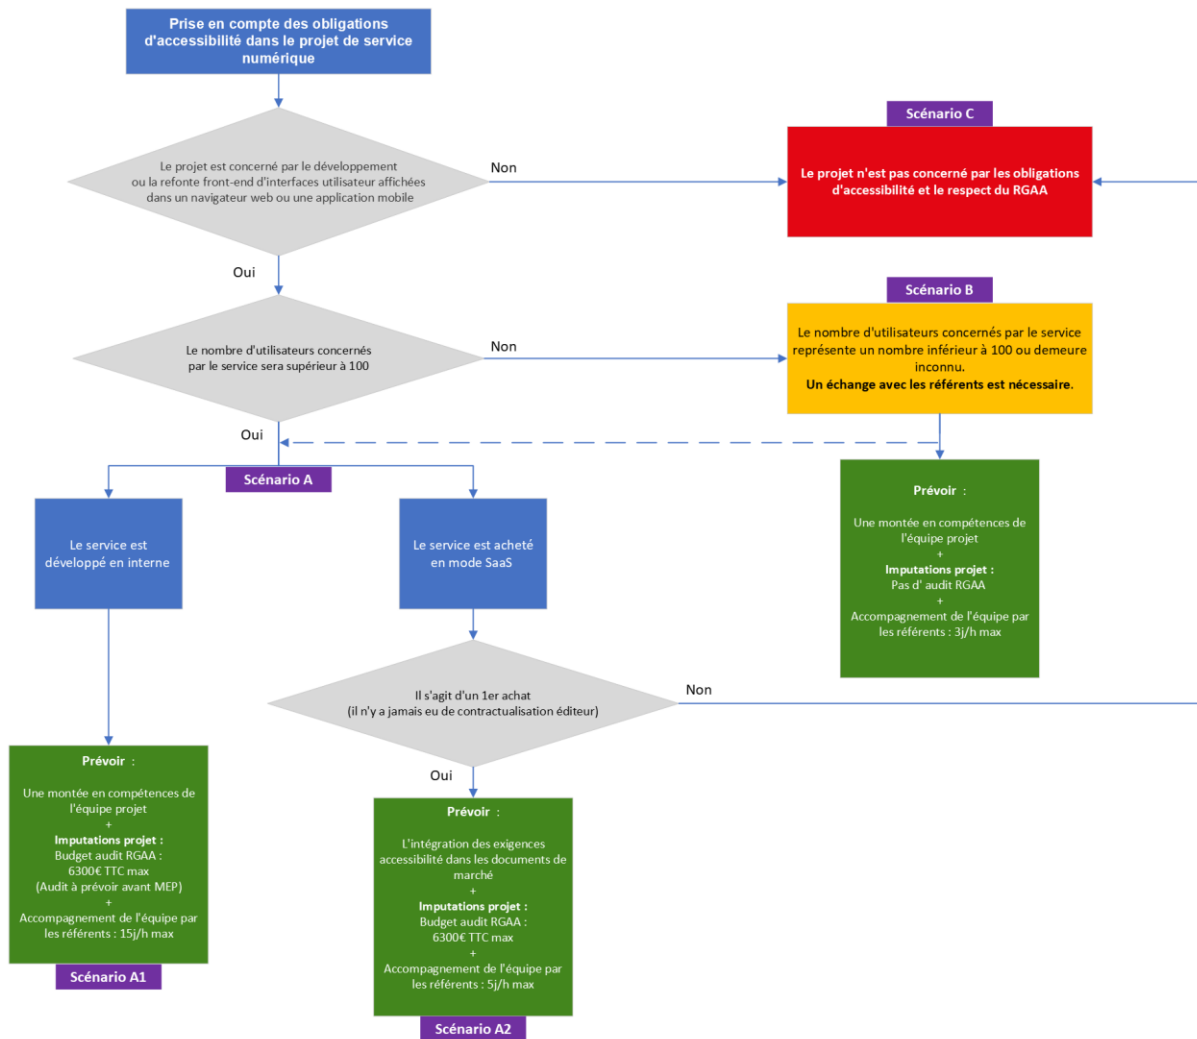 Prise en compte des obligations
d'accessibilité dans le projet de service
numérique
Scénario C
Le projet est concerné par le développement
ou la refonte front-end d'interfaces utilisateur affichées
dans un navigateur web ou une application mobile
Non
Le projet n'est pas concerné par les obligations
d'accessibilité et le respect du RGAA
Oui
Scénario B
Le nombre d'utilisateurs concernés
par le service sera supérieur à 100
Non
Le nombre d'utilisateurs concernés par le service
représente un nombre inférieur à 100 ou demeure
inconnu.
Un échange avec les référents est nécessaire.
Oui
Scénario A
Le service est
développé en interne
Le service est acheté
en mode SaaS
Prévoir :
Une montée en compétences de
l'équipe projet
+
Imputations projet :
Pas d' audit RGAA
+
Accompagnement de l'équipe par
les référents : 3j/h max
Il s'agit d'un 1er achat
(il n'y a jamais eu de contractualisation éditeur)
Non
Oui
Prévoir :
Une montée en compétences de
l'équipe projet
+
Imputations projet :
Budget audit RGAA :
6300€ TTC max
(Audit à prévoir avant MEP)
+
Accompagnement de l'équipe par
les référents : 15j/h max
Scénario A1
Prévoir :
L'intégration des exigences
accessibilité dans les documents de
marché
+
Imputations projet :
Budget audit RGAA :
6300€ TTC max
+
Accompagnement de l'équipe par
les référents : 5j/h max
Scénario A2